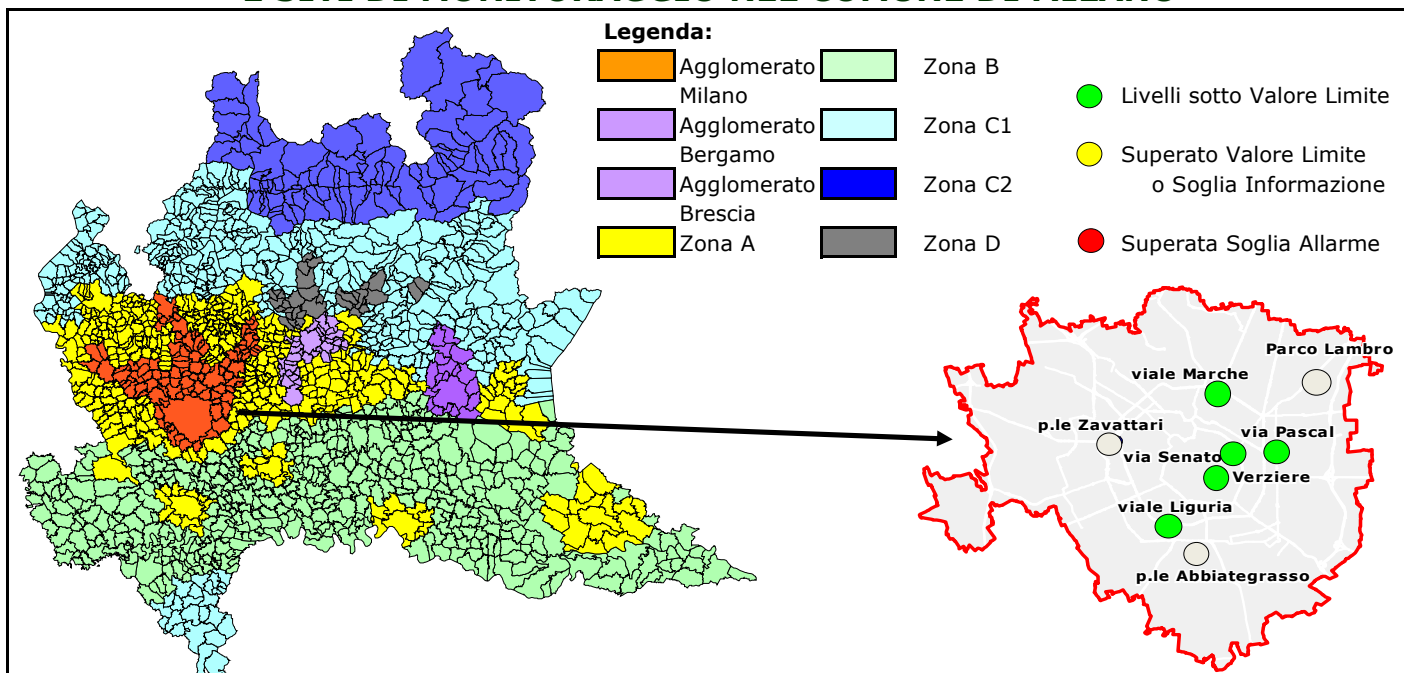 Legenda:
Agglomerato
Milano
Agglomerato
Bergamo
Agglomerato
Brescia
Zona A
Zona B
Zona C1
Zona C2
Zona D
Livelli sotto Valore Limite
Superato Valore Limite
o Soglia Informazione
Superata Soglia Allarme
Parco Lambro
viale Marche
p.le Zavattari
via Pascal
via Senato
Verziere
viale Liguria
p.le Abbiategrasso